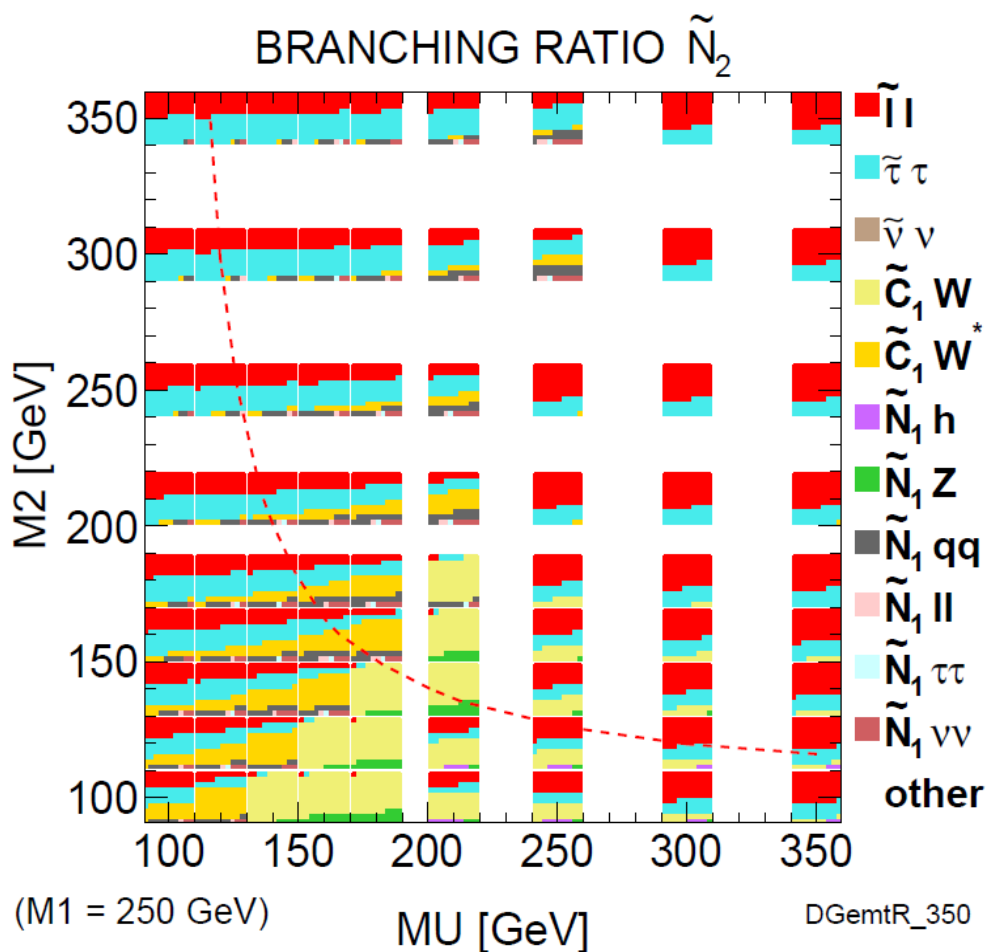 BRANCHING RATIO Ñ₂
350
300
250
200
150
100
M2 [GeV]
100 150 200 250 300 350
MU [GeV]
(M1 = 250 GeV)
DGemtR_350
l̃ l
τ̃ τ
ν̃ ν
C̃₁ W
C̃₁ W*
Ñ₁ h
Ñ₁ Z
Ñ₁ qq
Ñ₁ ll
Ñ₁ ττ
Ñ₁ νν
other